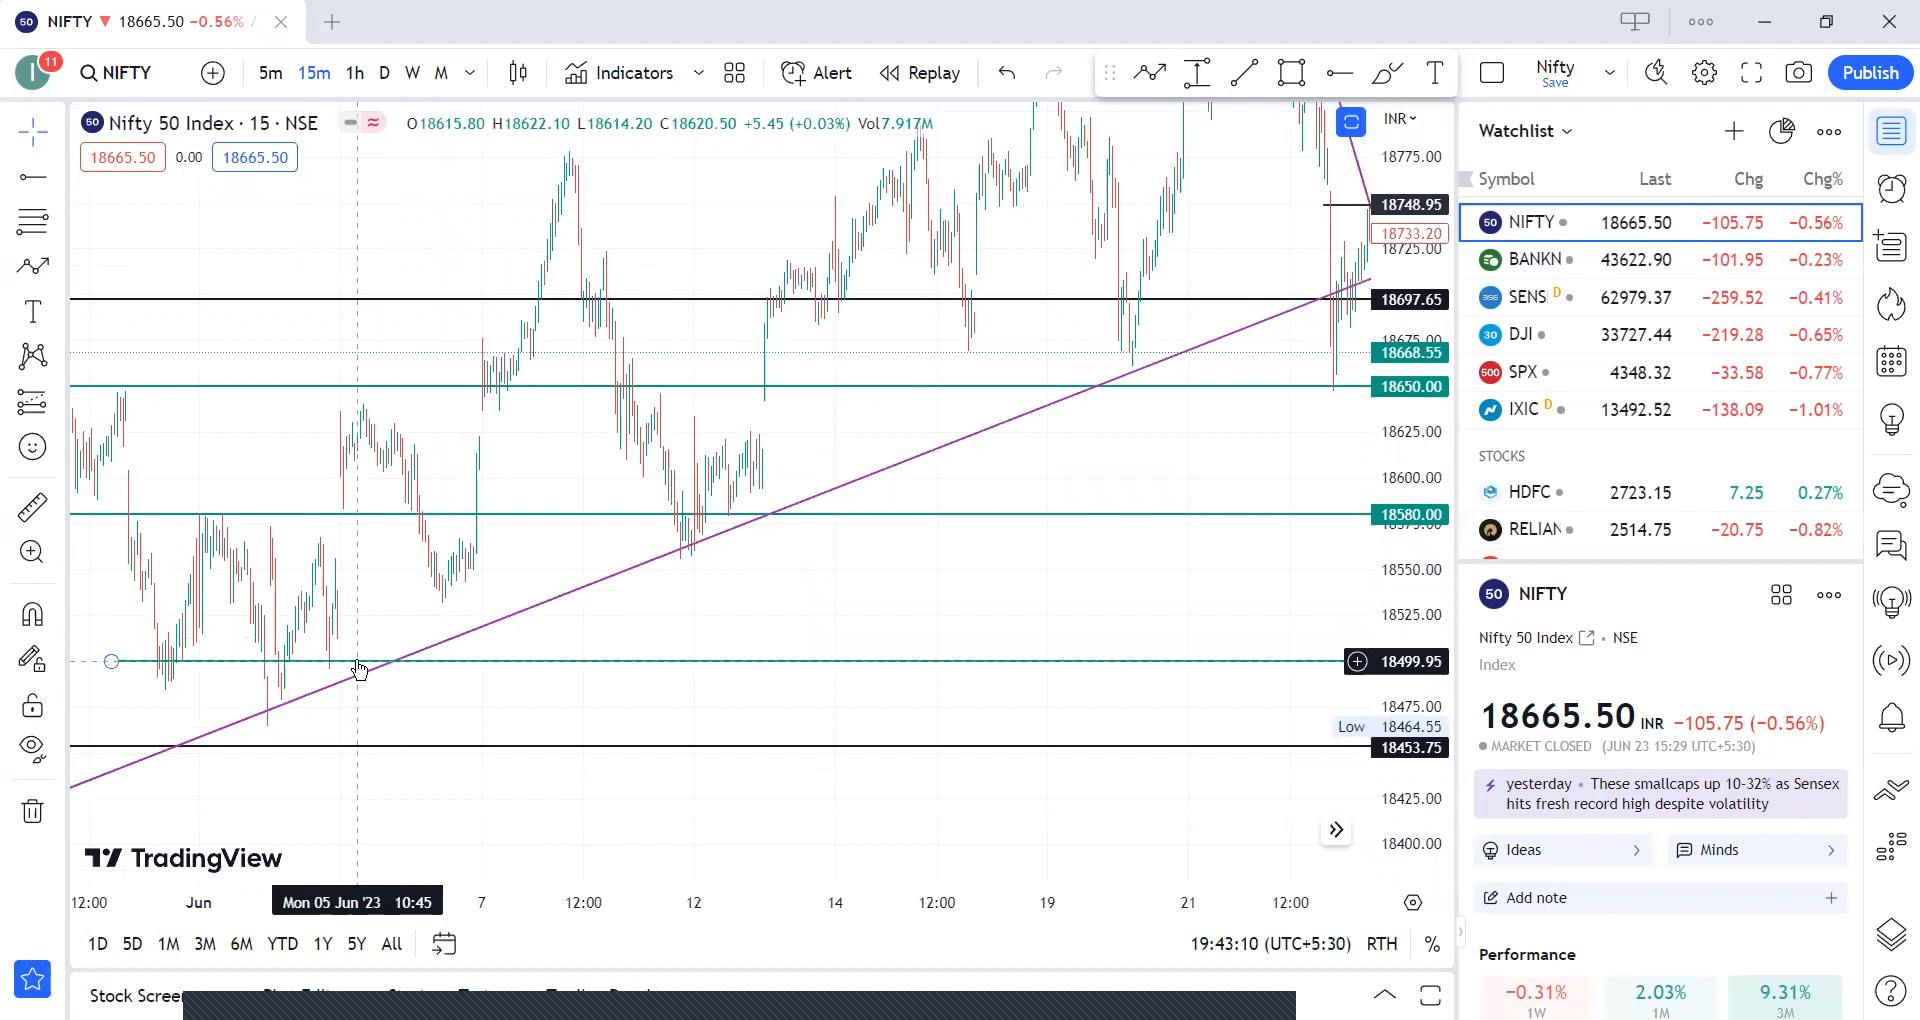 50 NIFTY ▼ 18665.50 −0.56% /
I 11 NIFTY 5m 15m 1h D W M Indicators Alert Replay T Nifty Save Publish
50 Nifty 50 Index · 15 · NSE O18615.80 H18622.10 L18614.20 C18620.50 +5.45 (+0.03%) Vol7.917M
18665.50 0.00 18665.50
INR
18775.00
18748.95
18733.20
18725.00
18697.65
18675.00
18668.55
18650.00
18625.00
18600.00
18580.00
18550.00
18525.00
18499.95
18475.00
Low 18464.55
18453.75
18425.00
18400.00
TradingView
12:00 Jun Mon 05 Jun '23 10:45 7 12:00 12 14 12:00 19 21 12:00
1D 5D 1M 3M 6M YTD 1Y 5Y All 19:43:10 (UTC+5:30) RTH %
Stock Screen
Watchlist
Symbol Last Chg Chg%
50 NIFTY 18665.50 −105.75 −0.56%
BANKN 43622.90 −101.95 −0.23%
BSE SENS D 62979.37 −259.52 −0.41%
30 DJI 33727.44 −219.28 −0.65%
500 SPX 4348.32 −33.58 −0.77%
IXIC D 13492.52 −138.09 −1.01%
STOCKS
HDFC 2723.15 7.25 0.27%
RELIAN 2514.75 −20.75 −0.82%
50 NIFTY
Nifty 50 Index • NSE
Index
18665.50 INR −105.75 (−0.56%)
MARKET CLOSED (JUN 23 15:29 UTC+5:30)
yesterday • These smallcaps up 10-32% as Sensex
hits fresh record high despite volatility
Ideas Minds
Add note
Performance
−0.31% 2.03% 9.31%
1W 1M 3M